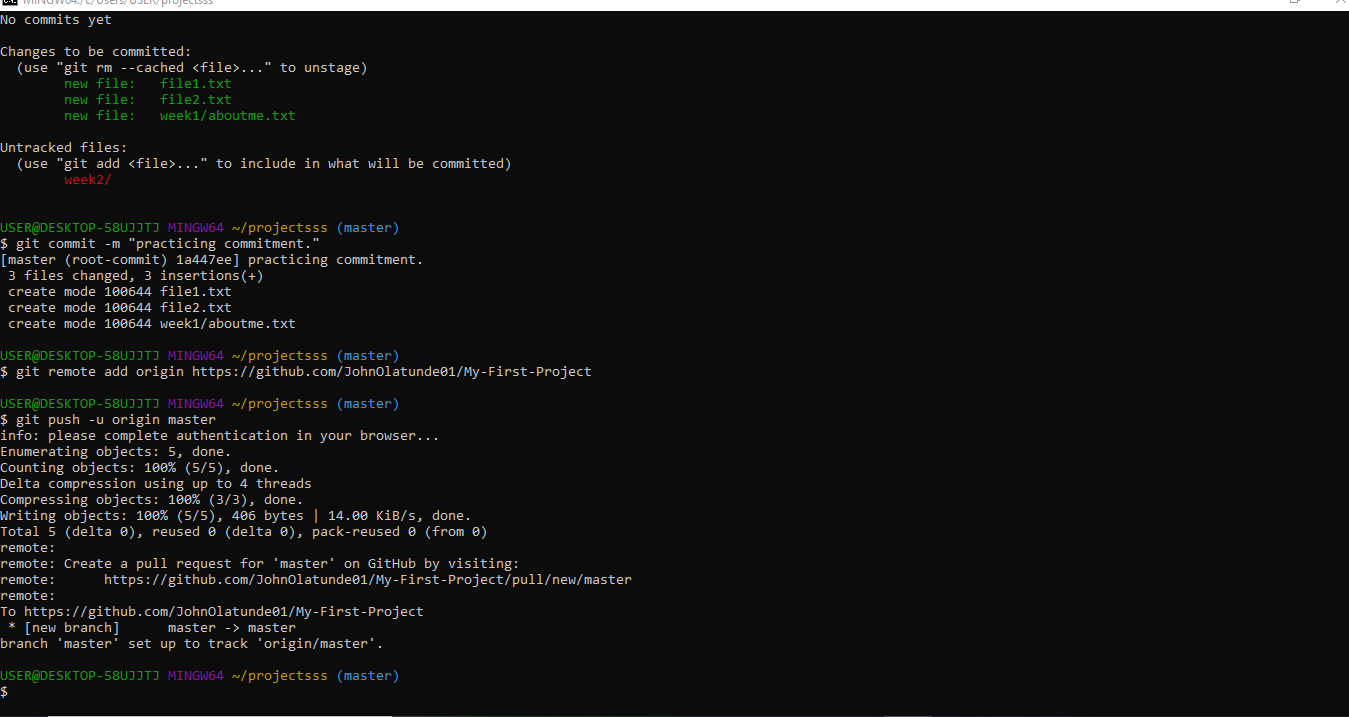 MINGW64:/c/Users/USER/projectsss
No commits yet
Changes to be committed:
  (use "git rm --cached <file>..." to unstage)
        new file:   file1.txt
        new file:   file2.txt
        new file:   week1/aboutme.txt
Untracked files:
  (use "git add <file>..." to include in what will be committed)
        week2/
USER@DESKTOP-58UJJTJ MINGW64 ~/projectsss (master)
$ git commit -m "practicing commitment."
[master (root-commit) 1a447ee] practicing commitment.
 3 files changed, 3 insertions(+)
 create mode 100644 file1.txt
 create mode 100644 file2.txt
 create mode 100644 week1/aboutme.txt
USER@DESKTOP-58UJJTJ MINGW64 ~/projectsss (master)
$ git remote add origin https://github.com/JohnOlatunde01/My-First-Project
USER@DESKTOP-58UJJTJ MINGW64 ~/projectsss (master)
$ git push -u origin master
info: please complete authentication in your browser...
Enumerating objects: 5, done.
Counting objects: 100% (5/5), done.
Delta compression using up to 4 threads
Compressing objects: 100% (3/3), done.
Writing objects: 100% (5/5), 406 bytes | 14.00 KiB/s, done.
Total 5 (delta 0), reused 0 (delta 0), pack-reused 0 (from 0)
remote:
remote: Create a pull request for 'master' on GitHub by visiting:
remote:      https://github.com/JohnOlatunde01/My-First-Project/pull/new/master
remote:
To https://github.com/JohnOlatunde01/My-First-Project
 * [new branch]      master -> master
branch 'master' set up to track 'origin/master'.
USER@DESKTOP-58UJJTJ MINGW64 ~/projectsss (master)
$